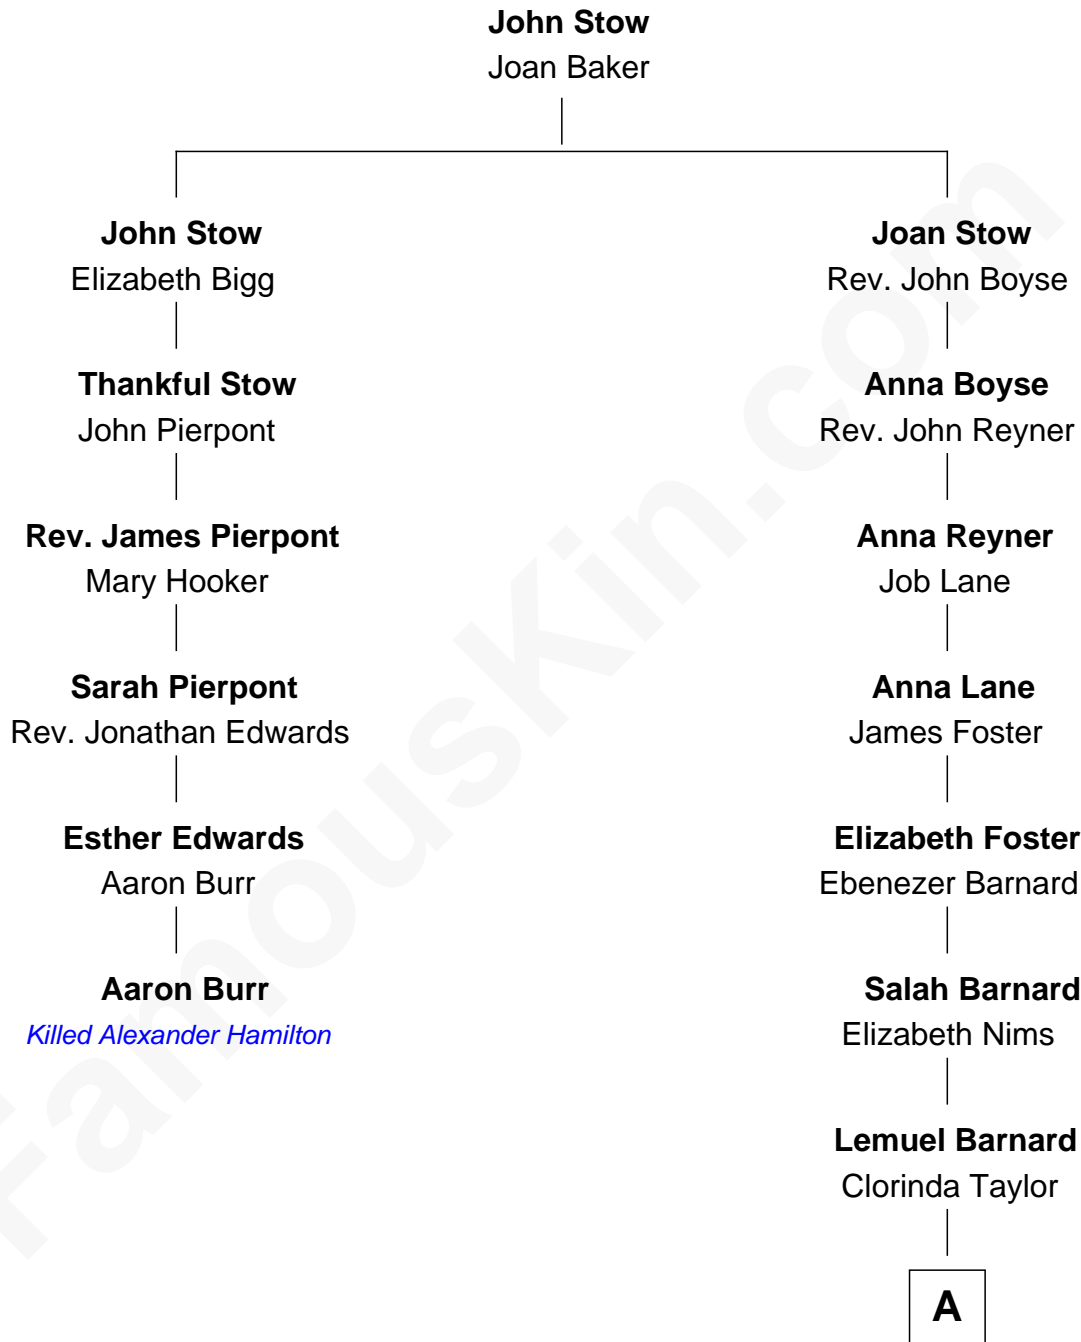 John Stow
Joan Baker
John Stow
Elizabeth Bigg
Thankful Stow
John Pierpont
Rev. James Pierpont
Mary Hooker
Sarah Pierpont
Rev. Jonathan Edwards
Esther Edwards
Aaron Burr
Aaron Burr
Killed Alexander Hamilton
Joan Stow
Rev. John Boyse
Anna Boyse
Rev. John Reyner
Anna Reyner
Job Lane
Anna Lane
James Foster
Elizabeth Foster
Ebenezer Barnard
Salah Barnard
Elizabeth Nims
Lemuel Barnard
Clorinda Taylor
A
FamousKin.com